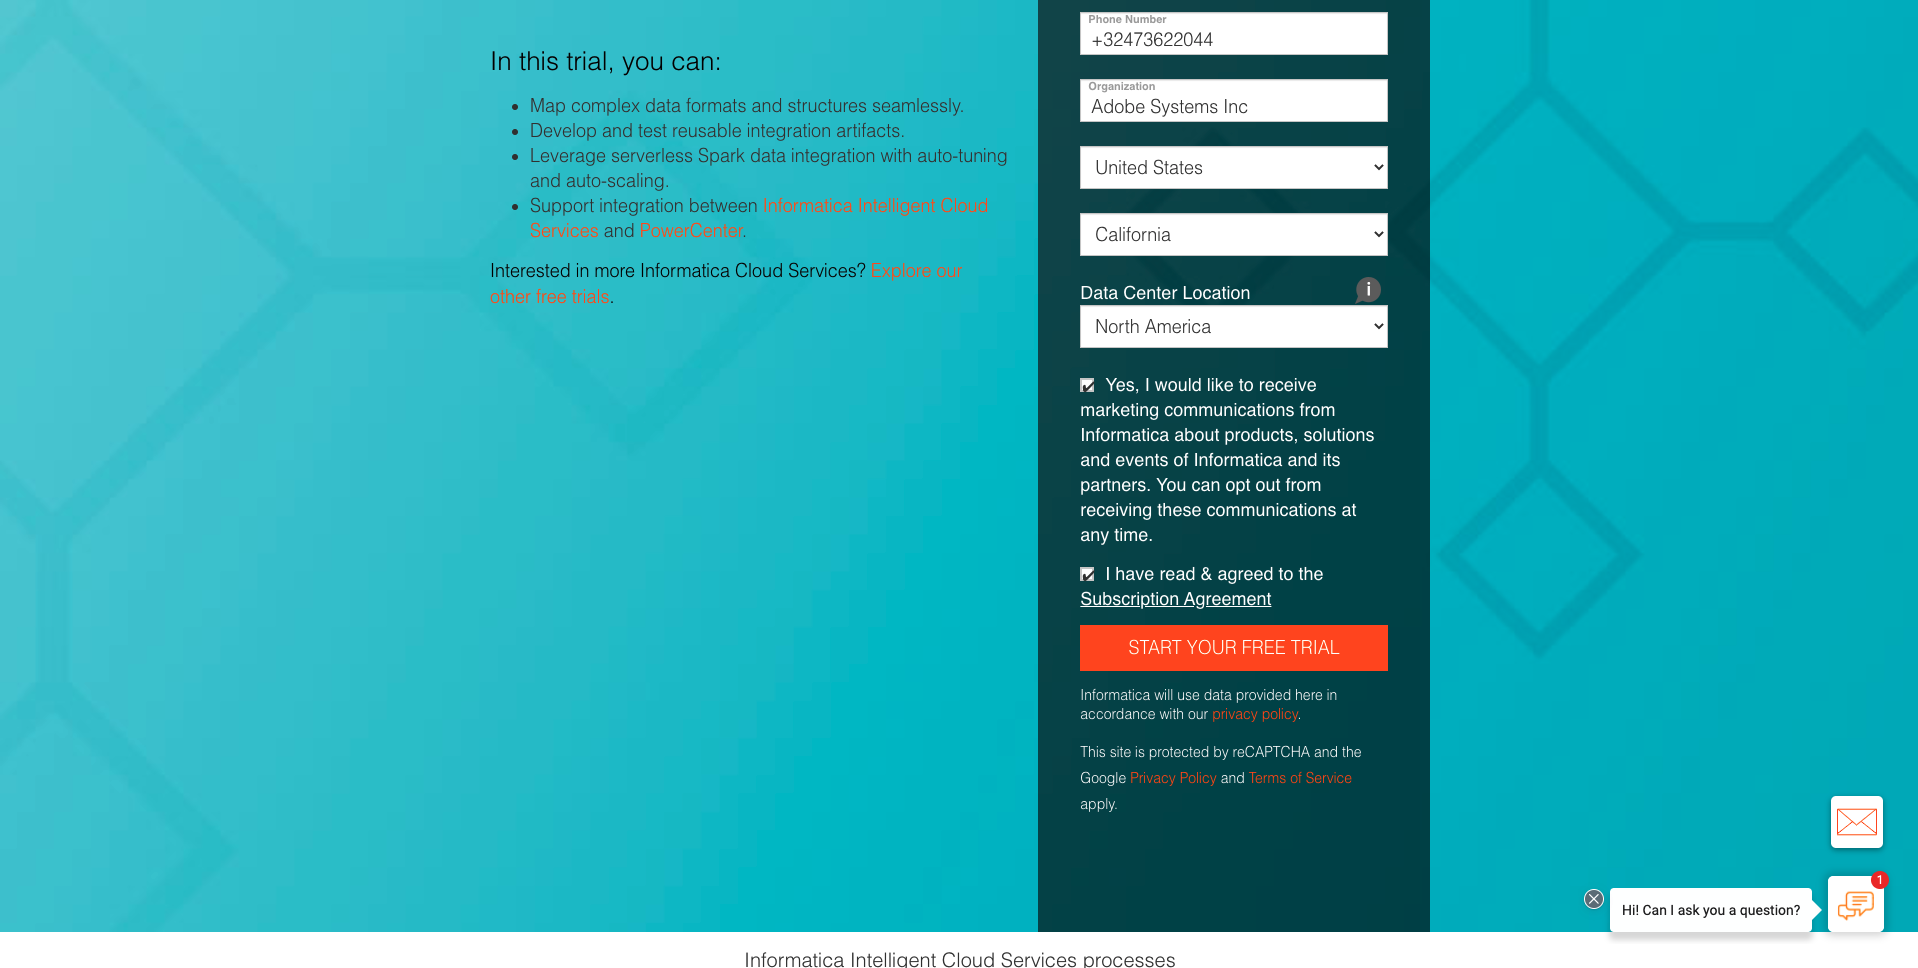 In this trial, you can:
Map complex data formats and structures seamlessly.
Develop and test reusable integration artifacts.
Leverage serverless Spark data integration with auto-tuning
and auto-scaling.
Support integration between Informatica Intelligent Cloud
Services and PowerCenter.
Interested in more Informatica Cloud Services? Explore our
other free trials.
Phone Number
+32473622044
Organization
Adobe Systems Inc
United States
California
Data Center Location
i
North America
Yes, I would like to receive
marketing communications from
Informatica about products, solutions
and events of Informatica and its
partners. You can opt out from
receiving these communications at
any time.
I have read & agreed to the
Subscription Agreement
START YOUR FREE TRIAL
Informatica will use data provided here in
accordance with our privacy policy.
This site is protected by reCAPTCHA and the
Google Privacy Policy and Terms of Service
apply.
1
Hi! Can I ask you a question?
Informatica Intelligent Cloud Services processes